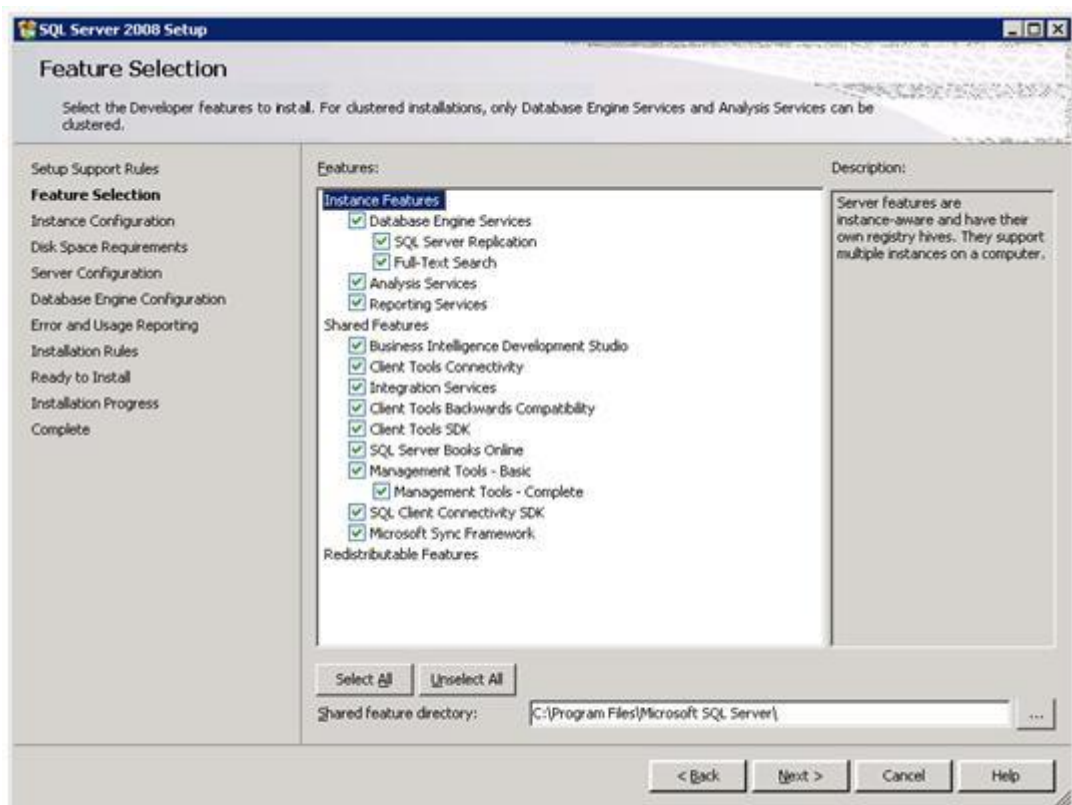 SQL Server 2008 Setup
Feature Selection
Select the Developer features to install. For clustered installations, only Database Engine Services and Analysis Services can be
clustered.
Setup Support Rules
Feature Selection
Instance Configuration
Disk Space Requirements
Server Configuration
Database Engine Configuration
Error and Usage Reporting
Installation Rules
Ready to Install
Installation Progress
Complete
Features:
Instance Features
Database Engine Services
SQL Server Replication
Full-Text Search
Analysis Services
Reporting Services
Shared Features
Business Intelligence Development Studio
Client Tools Connectivity
Integration Services
Client Tools Backwards Compatibility
Client Tools SDK
SQL Server Books Online
Management Tools - Basic
Management Tools - Complete
SQL Client Connectivity SDK
Microsoft Sync Framework
Redistributable Features
Description:
Server features are
instance-aware and have their
own registry hives. They support
multiple instances on a computer.
Select All
Unselect All
Shared feature directory:
C:\Program Files\Microsoft SQL Server\
...
< Back
Next >
Cancel
Help